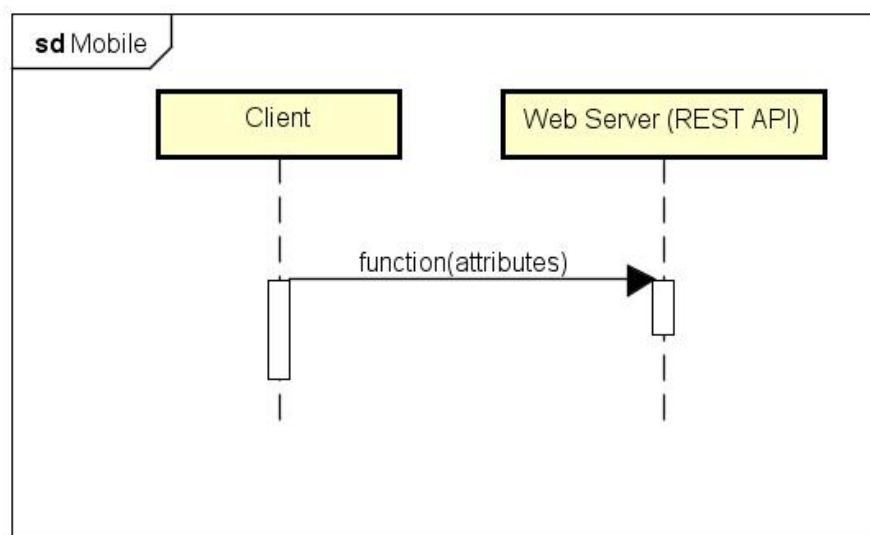 sd Mobile
Client
Web Server (REST API)
function(attributes)